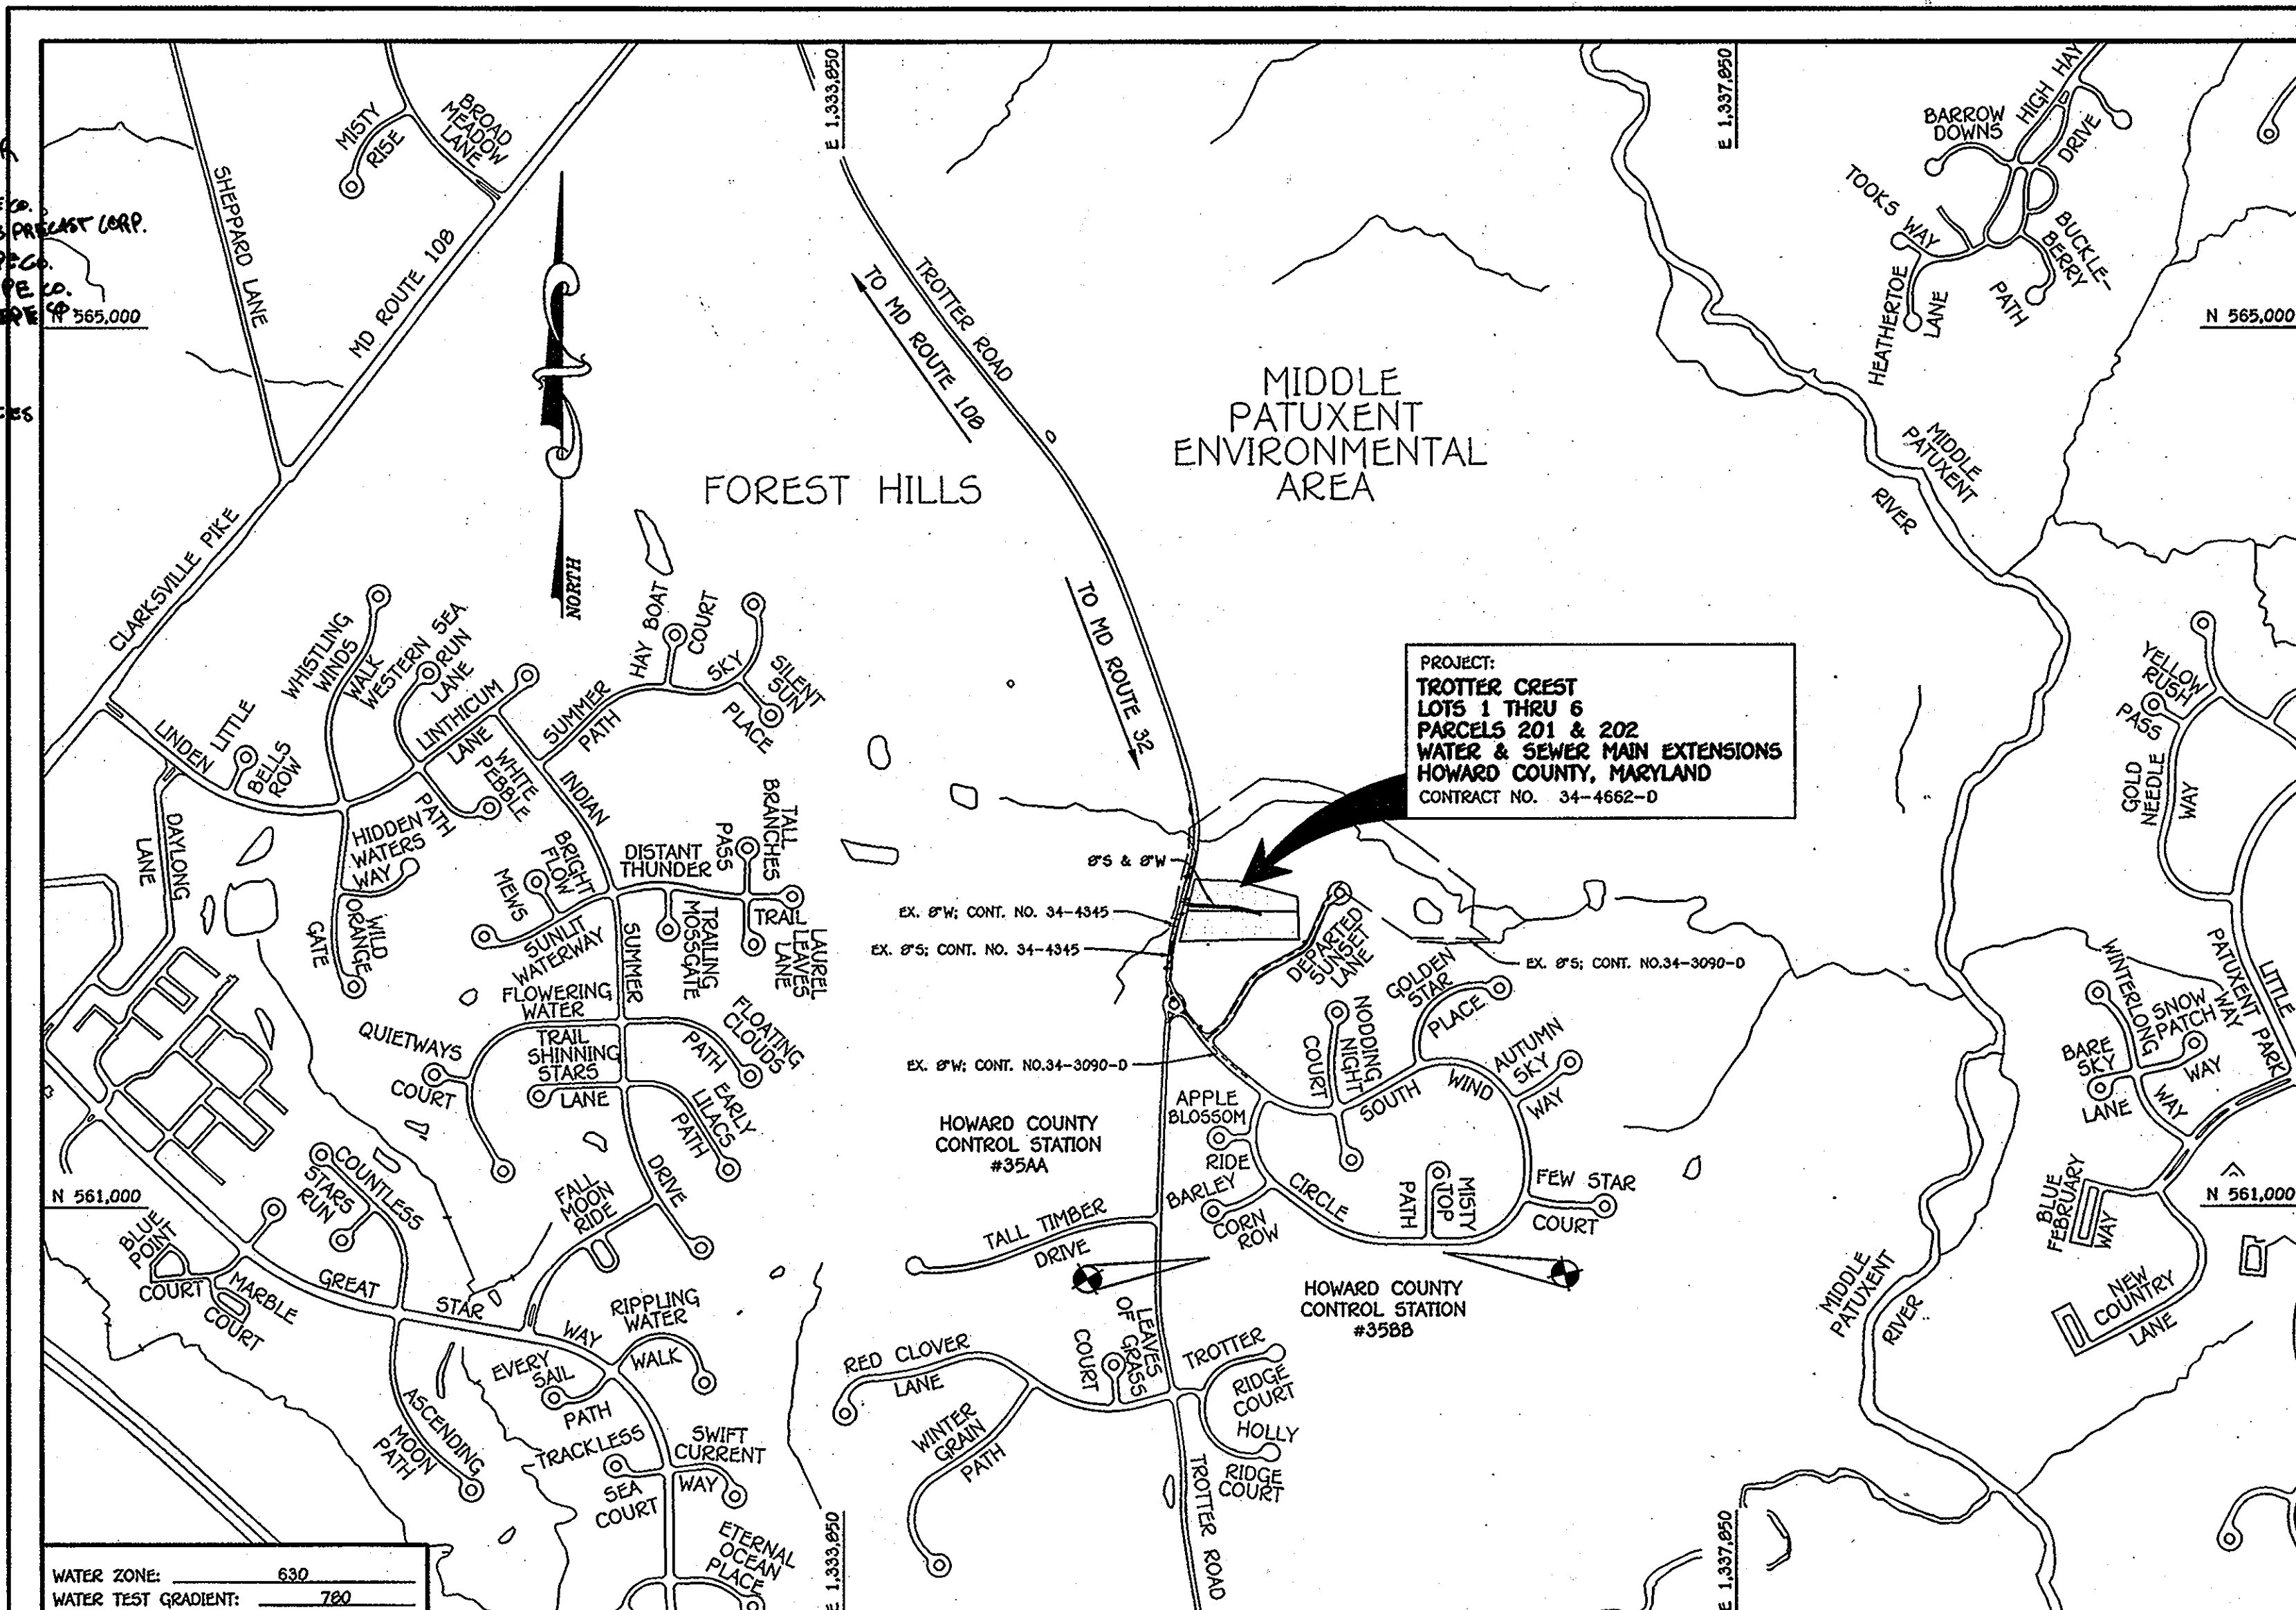 E 1,333,850
E 1,337,850
MISTY
RISE
BROAD
MEADOW
LANE
SHEPPARD LANE
MD ROUTE 108
PRECAST CORP.
N 565,000
CLARKSVILLE PIKE
NORTH
FOREST HILLS
TROTTER ROAD
TO MD ROUTE 108
MIDDLE
PATUXENT
ENVIRONMENTAL
AREA
BARROW
DOWNS
HIGH HAY
DRIVE
TOOKS WAY
BUCKLE-
BERRY
PATH
HEATHERTOE
LANE
N 565,000
MIDDLE
PATUXENT
RIVER
TO MD ROUTE 32
PROJECT:
TROTTER CREST
LOTS 1 THRU 6
PARCELS 201 & 202
WATER & SEWER MAIN EXTENSIONS
HOWARD COUNTY, MARYLAND
CONTRACT NO. 34-4662-D
WHISTLING
WINDS
WALK
WESTERN SEA
RUN
LANE
HAY BOAT
COURT
SUMMER
SKY
PATH
SILENT
SUN
PLACE
LINTHICUM
LANE
LINDEN
LITTLE
BELLS
ROW
WHITE
PEBBLE
PATH
INDIAN
SUMMER
DRIVE
DAYLONG
LANE
HIDDEN
WATERS
WAY
WILD
ORANGE
GATE
BRIGHT
FLOW
MEWS
DISTANT
THUNDER
TRAIL
PASS
TALL
BRANCHES
SUNLIT
WATERWAY
TRAILING
MOSSGATE
LAUREL
LEAVES
LANE
FLOWERING
WATER
TRAIL
SHINNING
STARS
LANE
QUIETWAYS
COURT
FLOATING
CLOUDS
PATH
EARLY
LILACS
PATH
8"S & 8"W
EX. 8"W; CONT. NO. 34-4345
EX. 8"S; CONT. NO. 34-4345
EX. 8"W; CONT. NO.34-3090-D
EX. 8"S; CONT. NO.34-3090-D
DEPARTED
SUNSET
LANE
GOLDEN
STAR
PLACE
NODDING
NIGHT
COURT
AUTUMN
SKY
WAY
SOUTH
WIND
CIRCLE
APPLE
BLOSSOM
RIDE
BARLEY
CORN
ROW
MISTY
TOP
PATH
FEW STAR
COURT
HOWARD COUNTY
CONTROL STATION
#35AA
HOWARD COUNTY
CONTROL STATION
#35BB
TALL TIMBER
DRIVE
YELLOW
RUSH
PASS
GOLD
NEEDLE
WAY
LITTLE
PATUXENT PARK
WINTERLONG
WAY
SNOW
PATCH
WAY
BARE
SKY
LANE
WAY
N 561,000
BLUE
FEBRUARY
WAY
NEW
COUNTRY
LANE
MIDDLE
PATUXENT
RIVER
N 561,000
COUNTLESS
STARS
RUN
BLUE
POINT
COURT
MARBLE
COURT
GREAT
STAR
WAY
FALL
MOON
RIDE
RIPPLING
WATER
WALK
EVERY
SAIL
PATH
ASCENDING
MOON
PATH
TRACKLESS
SEA
COURT
SWIFT
CURRENT
WAY
ETERNAL
OCEAN
PLACE
RED CLOVER
LANE
WINTER
GRAIN
PATH
LEAVES
OF GRASS
COURT
TROTTER
RIDGE
COURT
HOLLY
RIDGE
COURT
TROTTER ROAD
E 1,333,850
E 1,337,850
WATER ZONE: 630
WATER TEST GRADIENT: 780